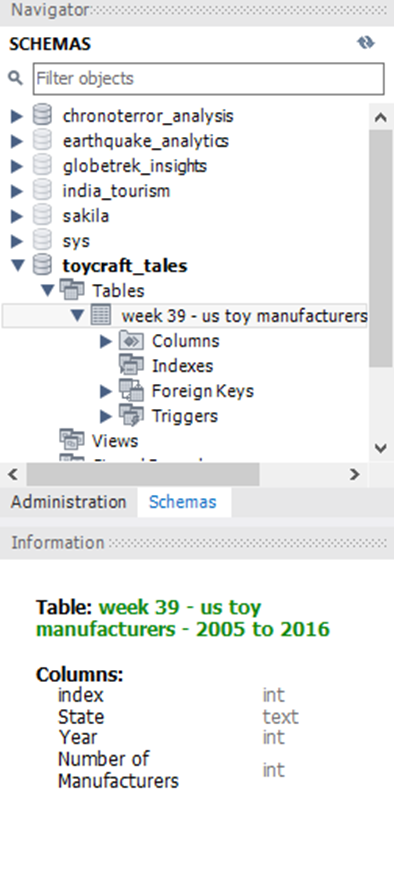 Navigator
SCHEMAS
Filter objects
chronoterror_analysis
earthquake_analytics
globetrek_insights
india_tourism
sakila
sys
toycraft_tales
Tables
week 39 - us toy manufacturers
Columns
Indexes
Foreign Keys
Triggers
Views
Administration Schemas
Information
Table: week 39 - us toy
manufacturers - 2005 to 2016
Columns:
index int
State text
Year int
Number of
Manufacturers int